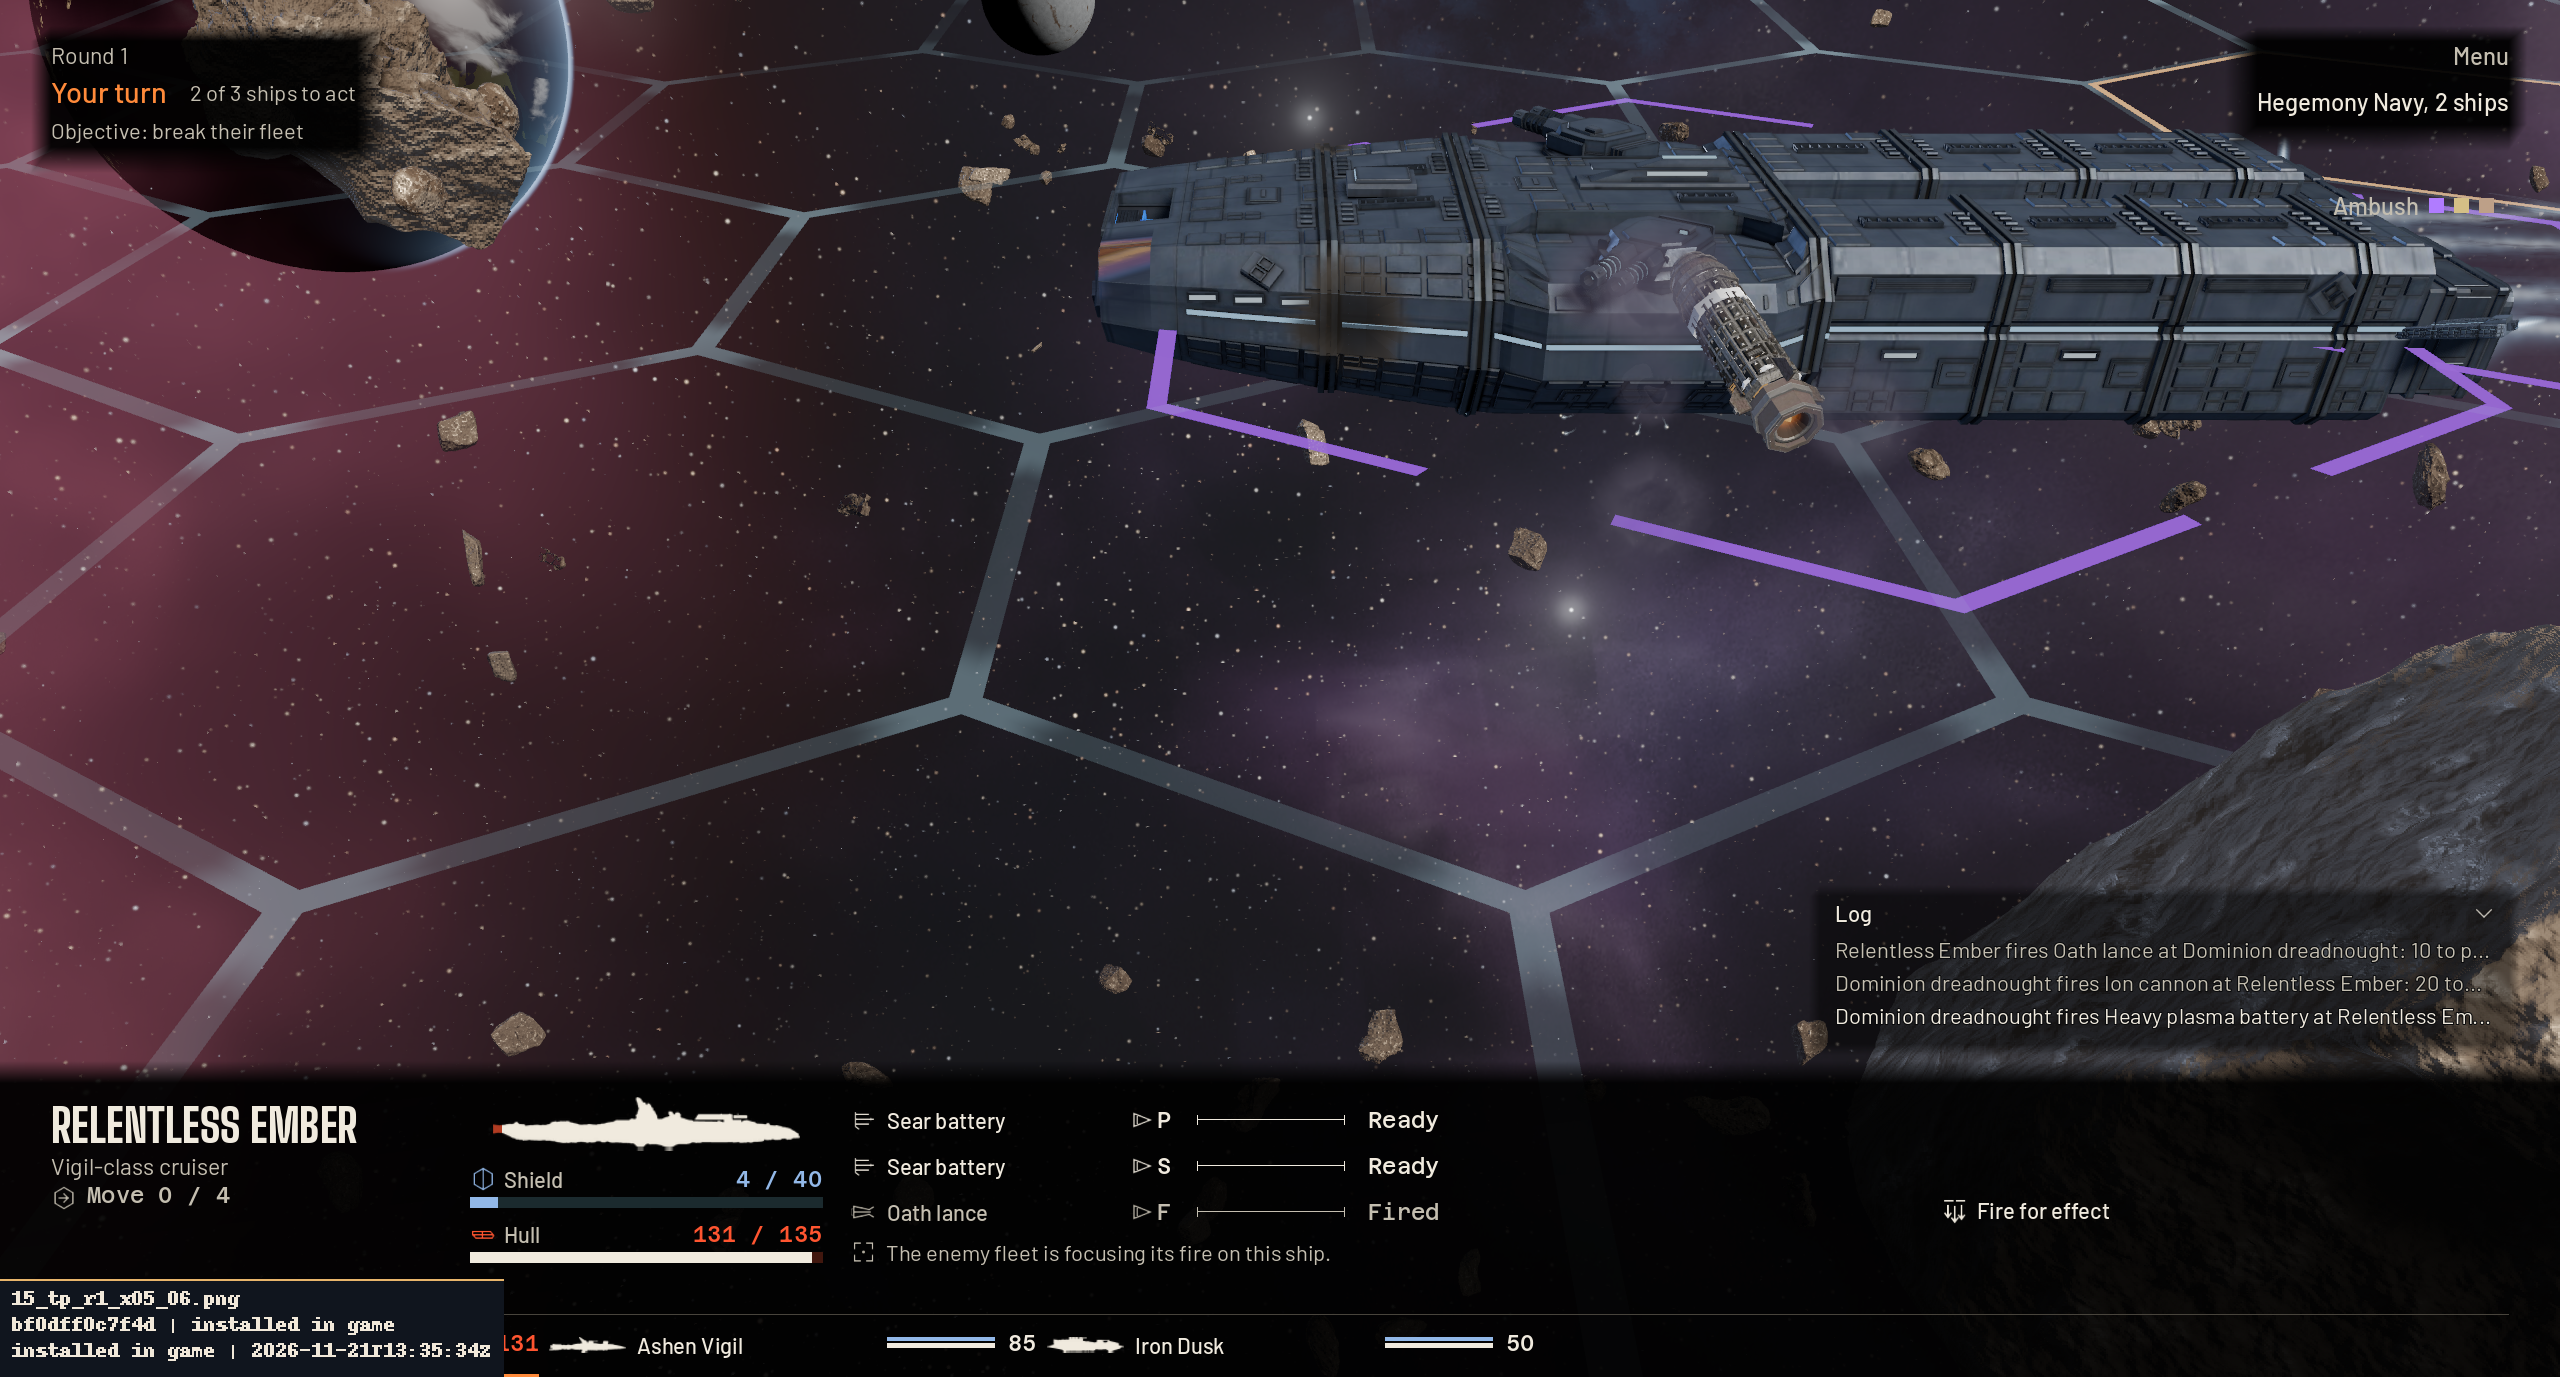 Round 1
Your turn 2 of 3 ships to act
Objective: break their fleet
Menu
Hegemony Navy, 2 ships
Ambush
Log
Relentless Ember fires Oath lance at Dominion dreadnought: 10 to p...
Dominion dreadnought fires Ion cannon at Relentless Ember: 20 to...
Dominion dreadnought fires Heavy plasma battery at Relentless Em...
RELENTLESS EMBER
Vigil-class cruiser
Move 0 / 4
Shield 4 / 40
Hull 131 / 135
Sear battery P Ready
Sear battery S Ready
Oath lance F Fired
The enemy fleet is focusing its fire on this ship.
Fire for effect
15_tp_r1_x05_06.png
bf0dff0c7f4d | installed in game
installed in game | 2026-11-21T13:35:34Z
131 Ashen Vigil 85 Iron Dusk 50